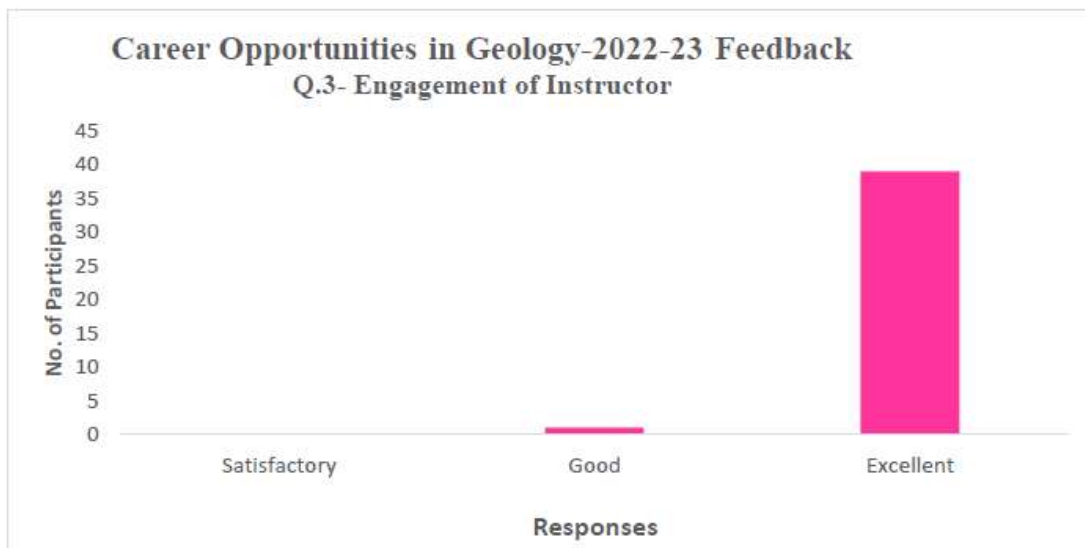 Career Opportunities in Geology-2022-23 Feedback
Q.3- Engagement of Instructor
No. of Participants
45
40
35
30
25
20
15
10
5
0
Satisfactory Good Excellent
Responses